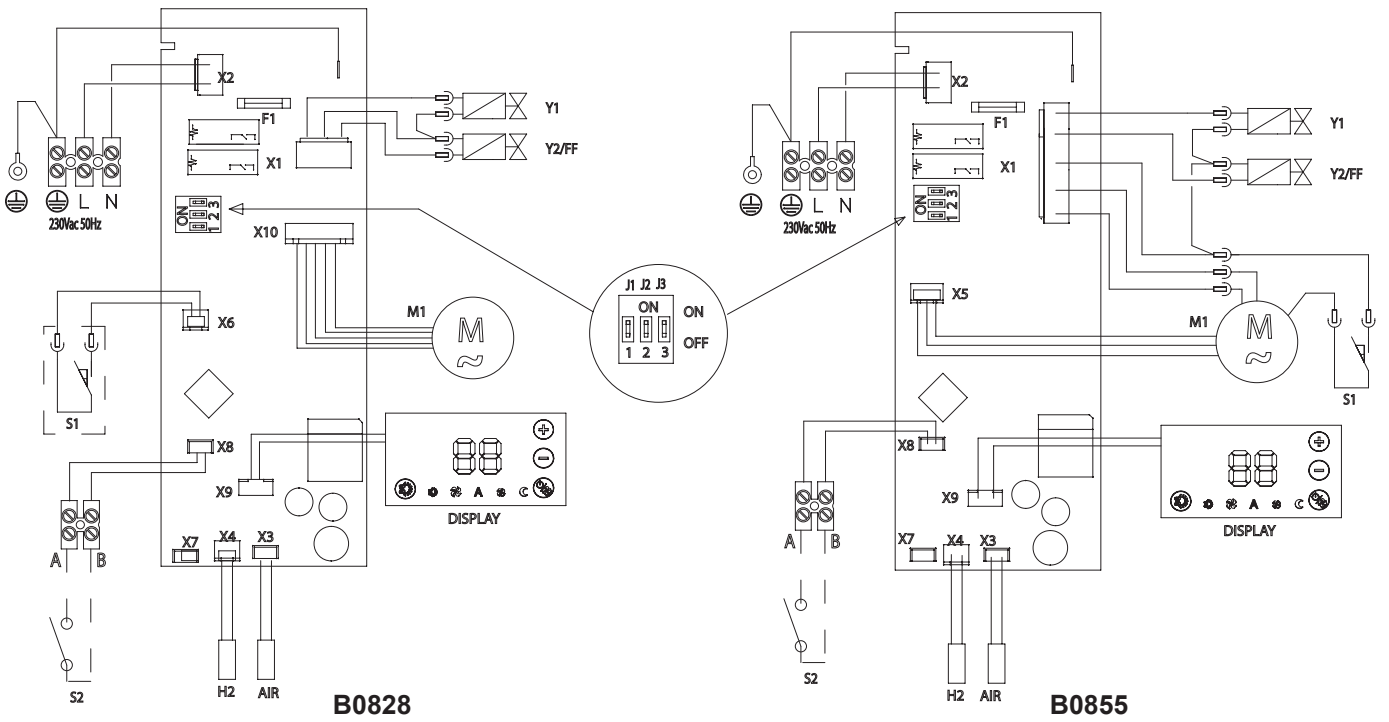 X2
F1
X1
Y1
Y2/FF
L N
230Vac 50Hz
ON
1 2 3
X10
X6
M1
M
~
S1
X8
X9
88
+
−
A
DISPLAY
A B
X7 X4 X3
S2
H2 AIR
B0828
J1 J2 J3
ON
ON
OFF
1 2 3
X2
F1
X1
Y1
Y2/FF
L N
230Vac 50Hz
ON
1 2 3
X5
M1
M
~
S1
X8
X9
88
+
−
A
DISPLAY
A B
X7 X4 X3
S2
H2 AIR
B0855